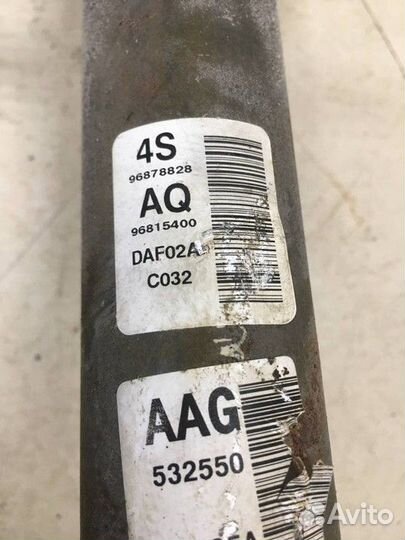 4S
96878828
AQ
96815400
DAF02A
C032
AAG
532550
Avito